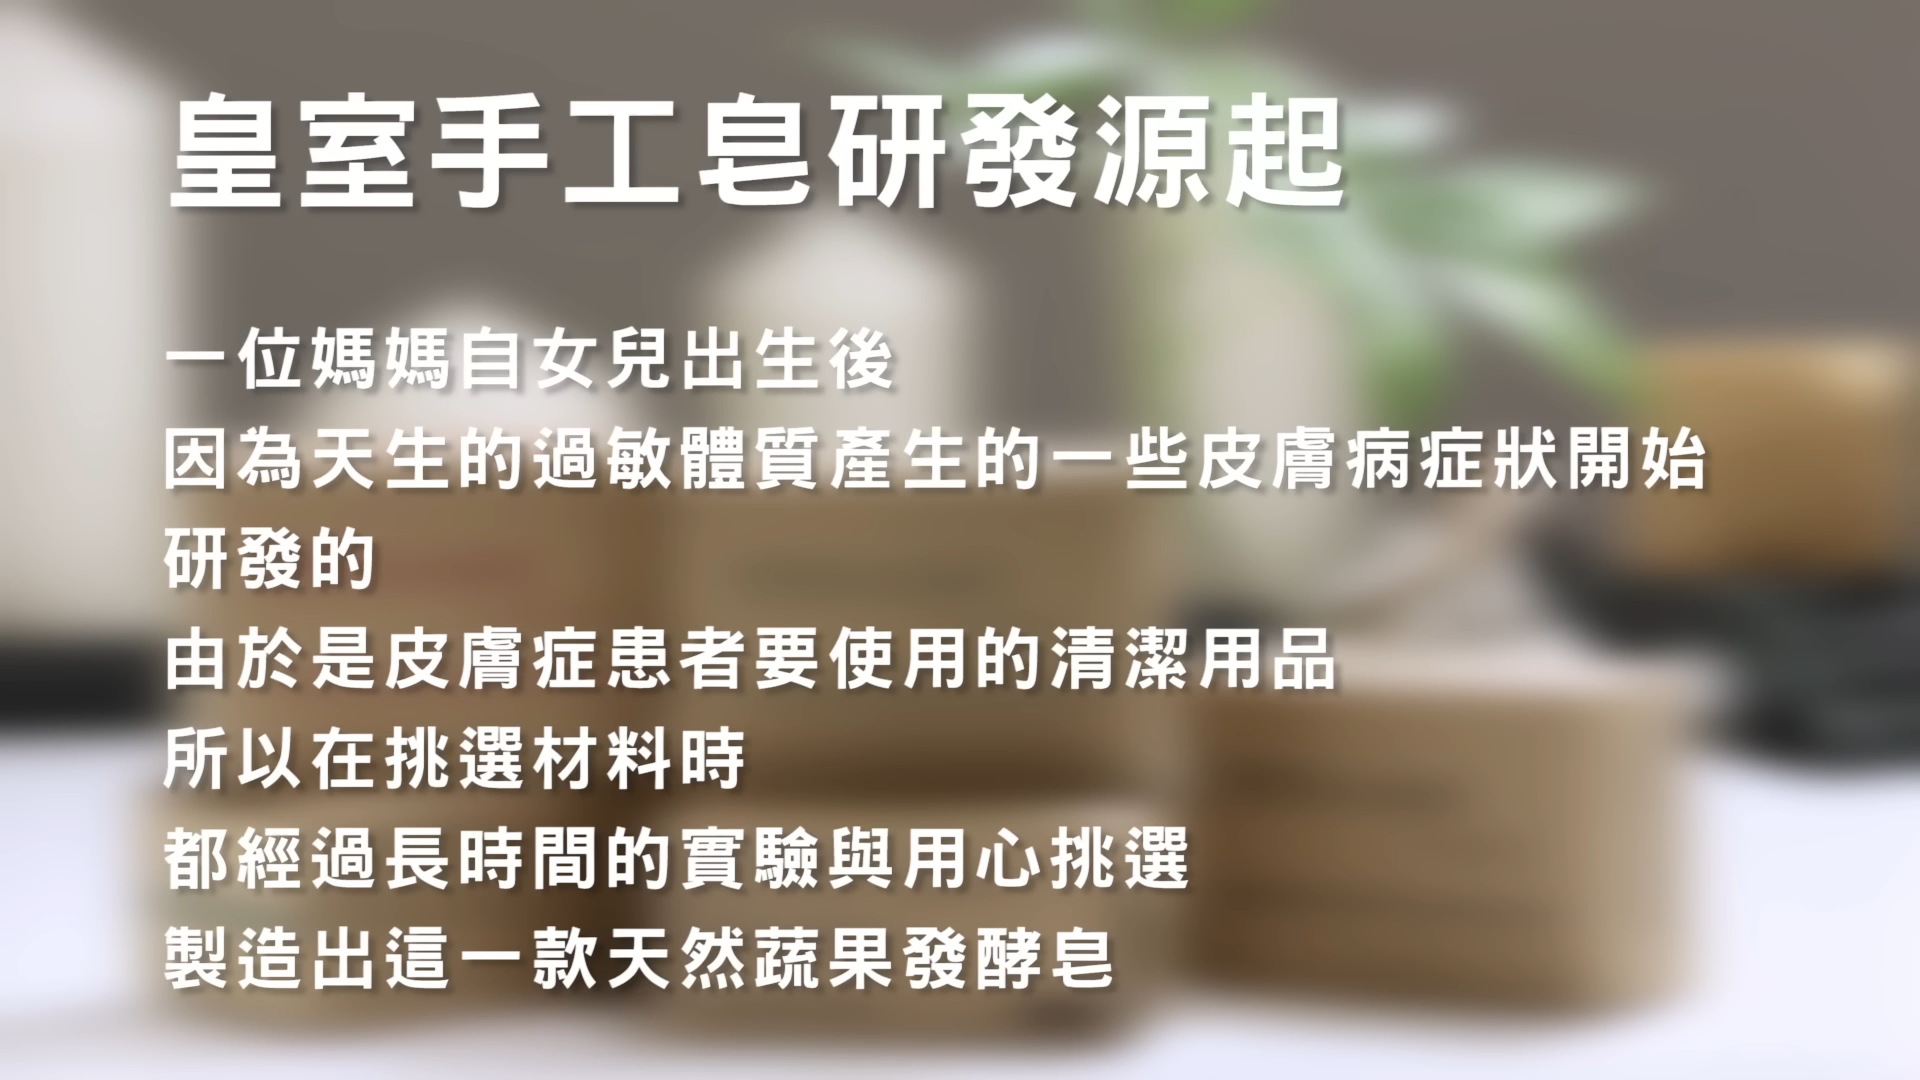 皇室手工皂研發源起
一位媽媽自女兒出生後
因為天生的過敏體質產生的一些皮膚病症狀開始
研發的
由於是皮膚症患者要使用的清潔用品
所以在挑選材料時
都經過長時間的實驗與用心挑選
製造出這一款天然蔬果發酵皂